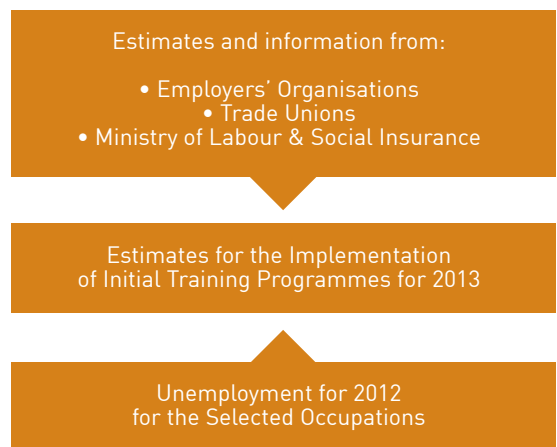 Estimates and information from:
• Employers’ Organisations
• Trade Unions
• Ministry of Labour & Social Insurance
Estimates for the Implementation
of Initial Training Programmes for 2013
Unemployment for 2012
for the Selected Occupations